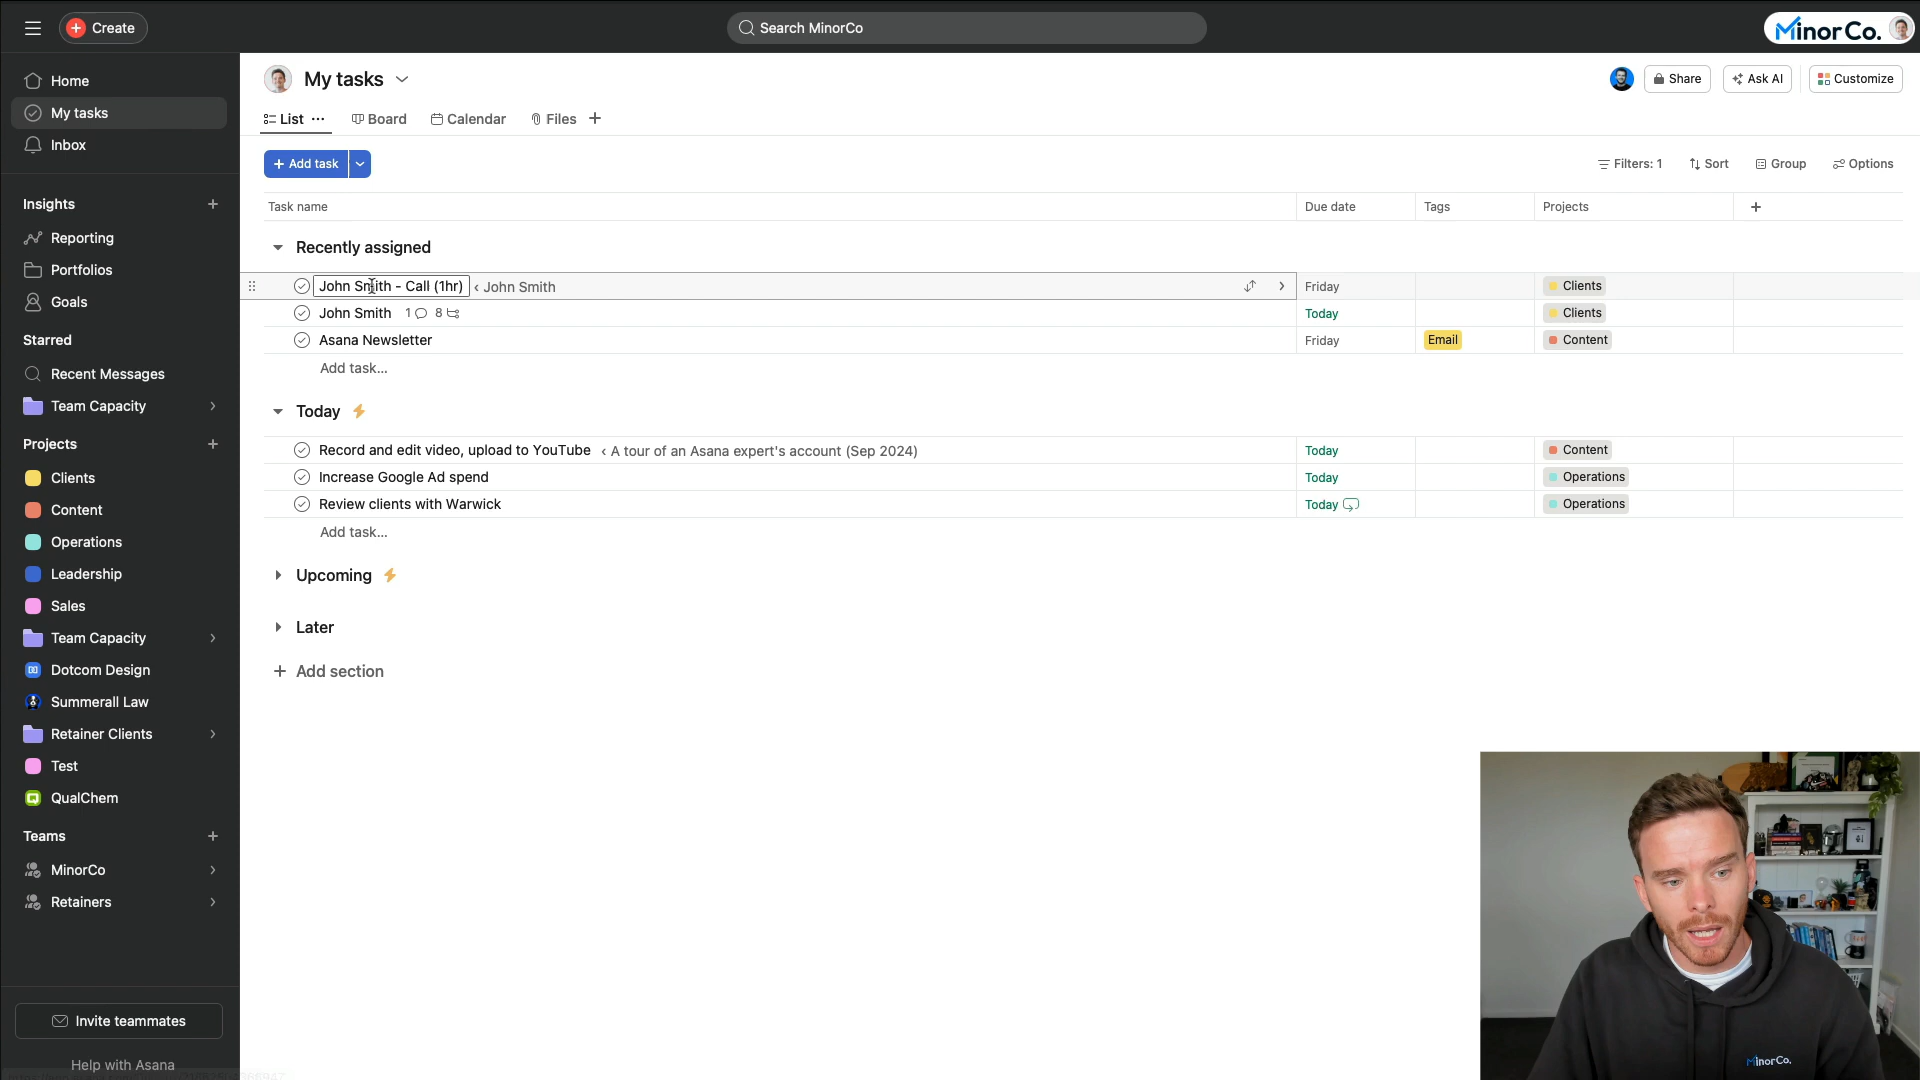 Create
Search MinorCo
MinorCo.
Home
My tasks
Inbox
Insights
Reporting
Portfolios
Goals
Starred
Recent Messages
Team Capacity
Projects
Clients
Content
Operations
Leadership
Sales
Team Capacity
Dotcom Design
Summerall Law
Retainer Clients
Test
QualChem
Teams
MinorCo
Retainers
Invite teammates
Help with Asana
My tasks
Share
Ask AI
Customize
List
Board
Calendar
Files
Add task
Filters: 1
Sort
Group
Options
Task name Due date Tags Projects
Recently assigned
John Smith - Call (1hr) ‹ John Smith Friday Clients
John Smith 1 8 Today Clients
Asana Newsletter Friday Email Content
Add task...
Today
Record and edit video, upload to YouTube ‹ A tour of an Asana expert's account (Sep 2024) Today Content
Increase Google Ad spend Today Operations
Review clients with Warwick Today Operations
Add task...
Upcoming
Later
Add section
MinorCo.